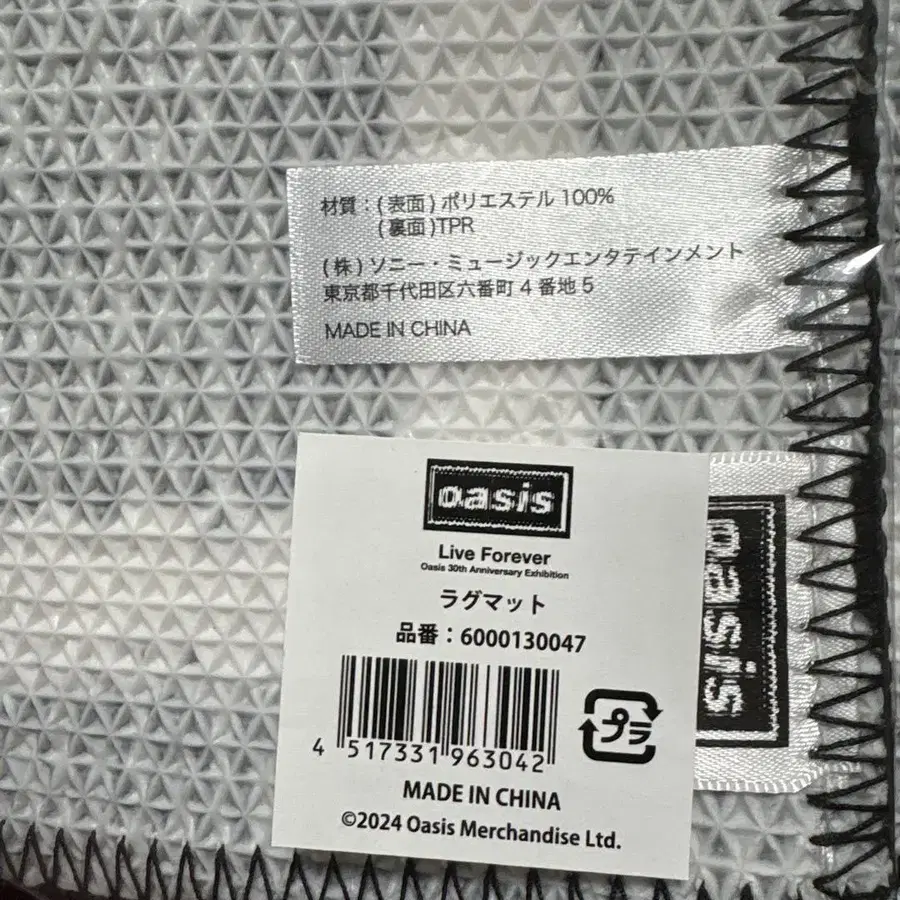 材質：(表面)ポリエステル 100%
(裏面)TPR
(株)ソニー・ミュージックエンタテインメント
東京都千代田区六番町 4 番地 5
MADE IN CHINA
oasis
Live Forever
Oasis 30th Anniversary Exhibition
ラグマット
品番：6000130047
4 517331 963042
プラ
MADE IN CHINA
©2024 Oasis Merchandise Ltd.
oasis